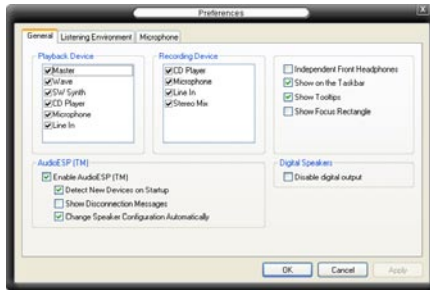 Preferences
X
General Listening Environment Microphone
Playback Device
Master
Wave
SW Synth
CD Player
Microphone
Line In
Recording Device
CD Player
Microphone
Line In
Stereo Mix
Independent Front Headphones
Show on the Taskbar
Show Tooltips
Show Focus Rectangle
AudioESP (TM)
Enable AudioESP (TM)
Detect New Devices on Startup
Show Disconnection Messages
Change Speaker Configuration Automatically
Digital Speakers
Disable digital output
OK Cancel Apply